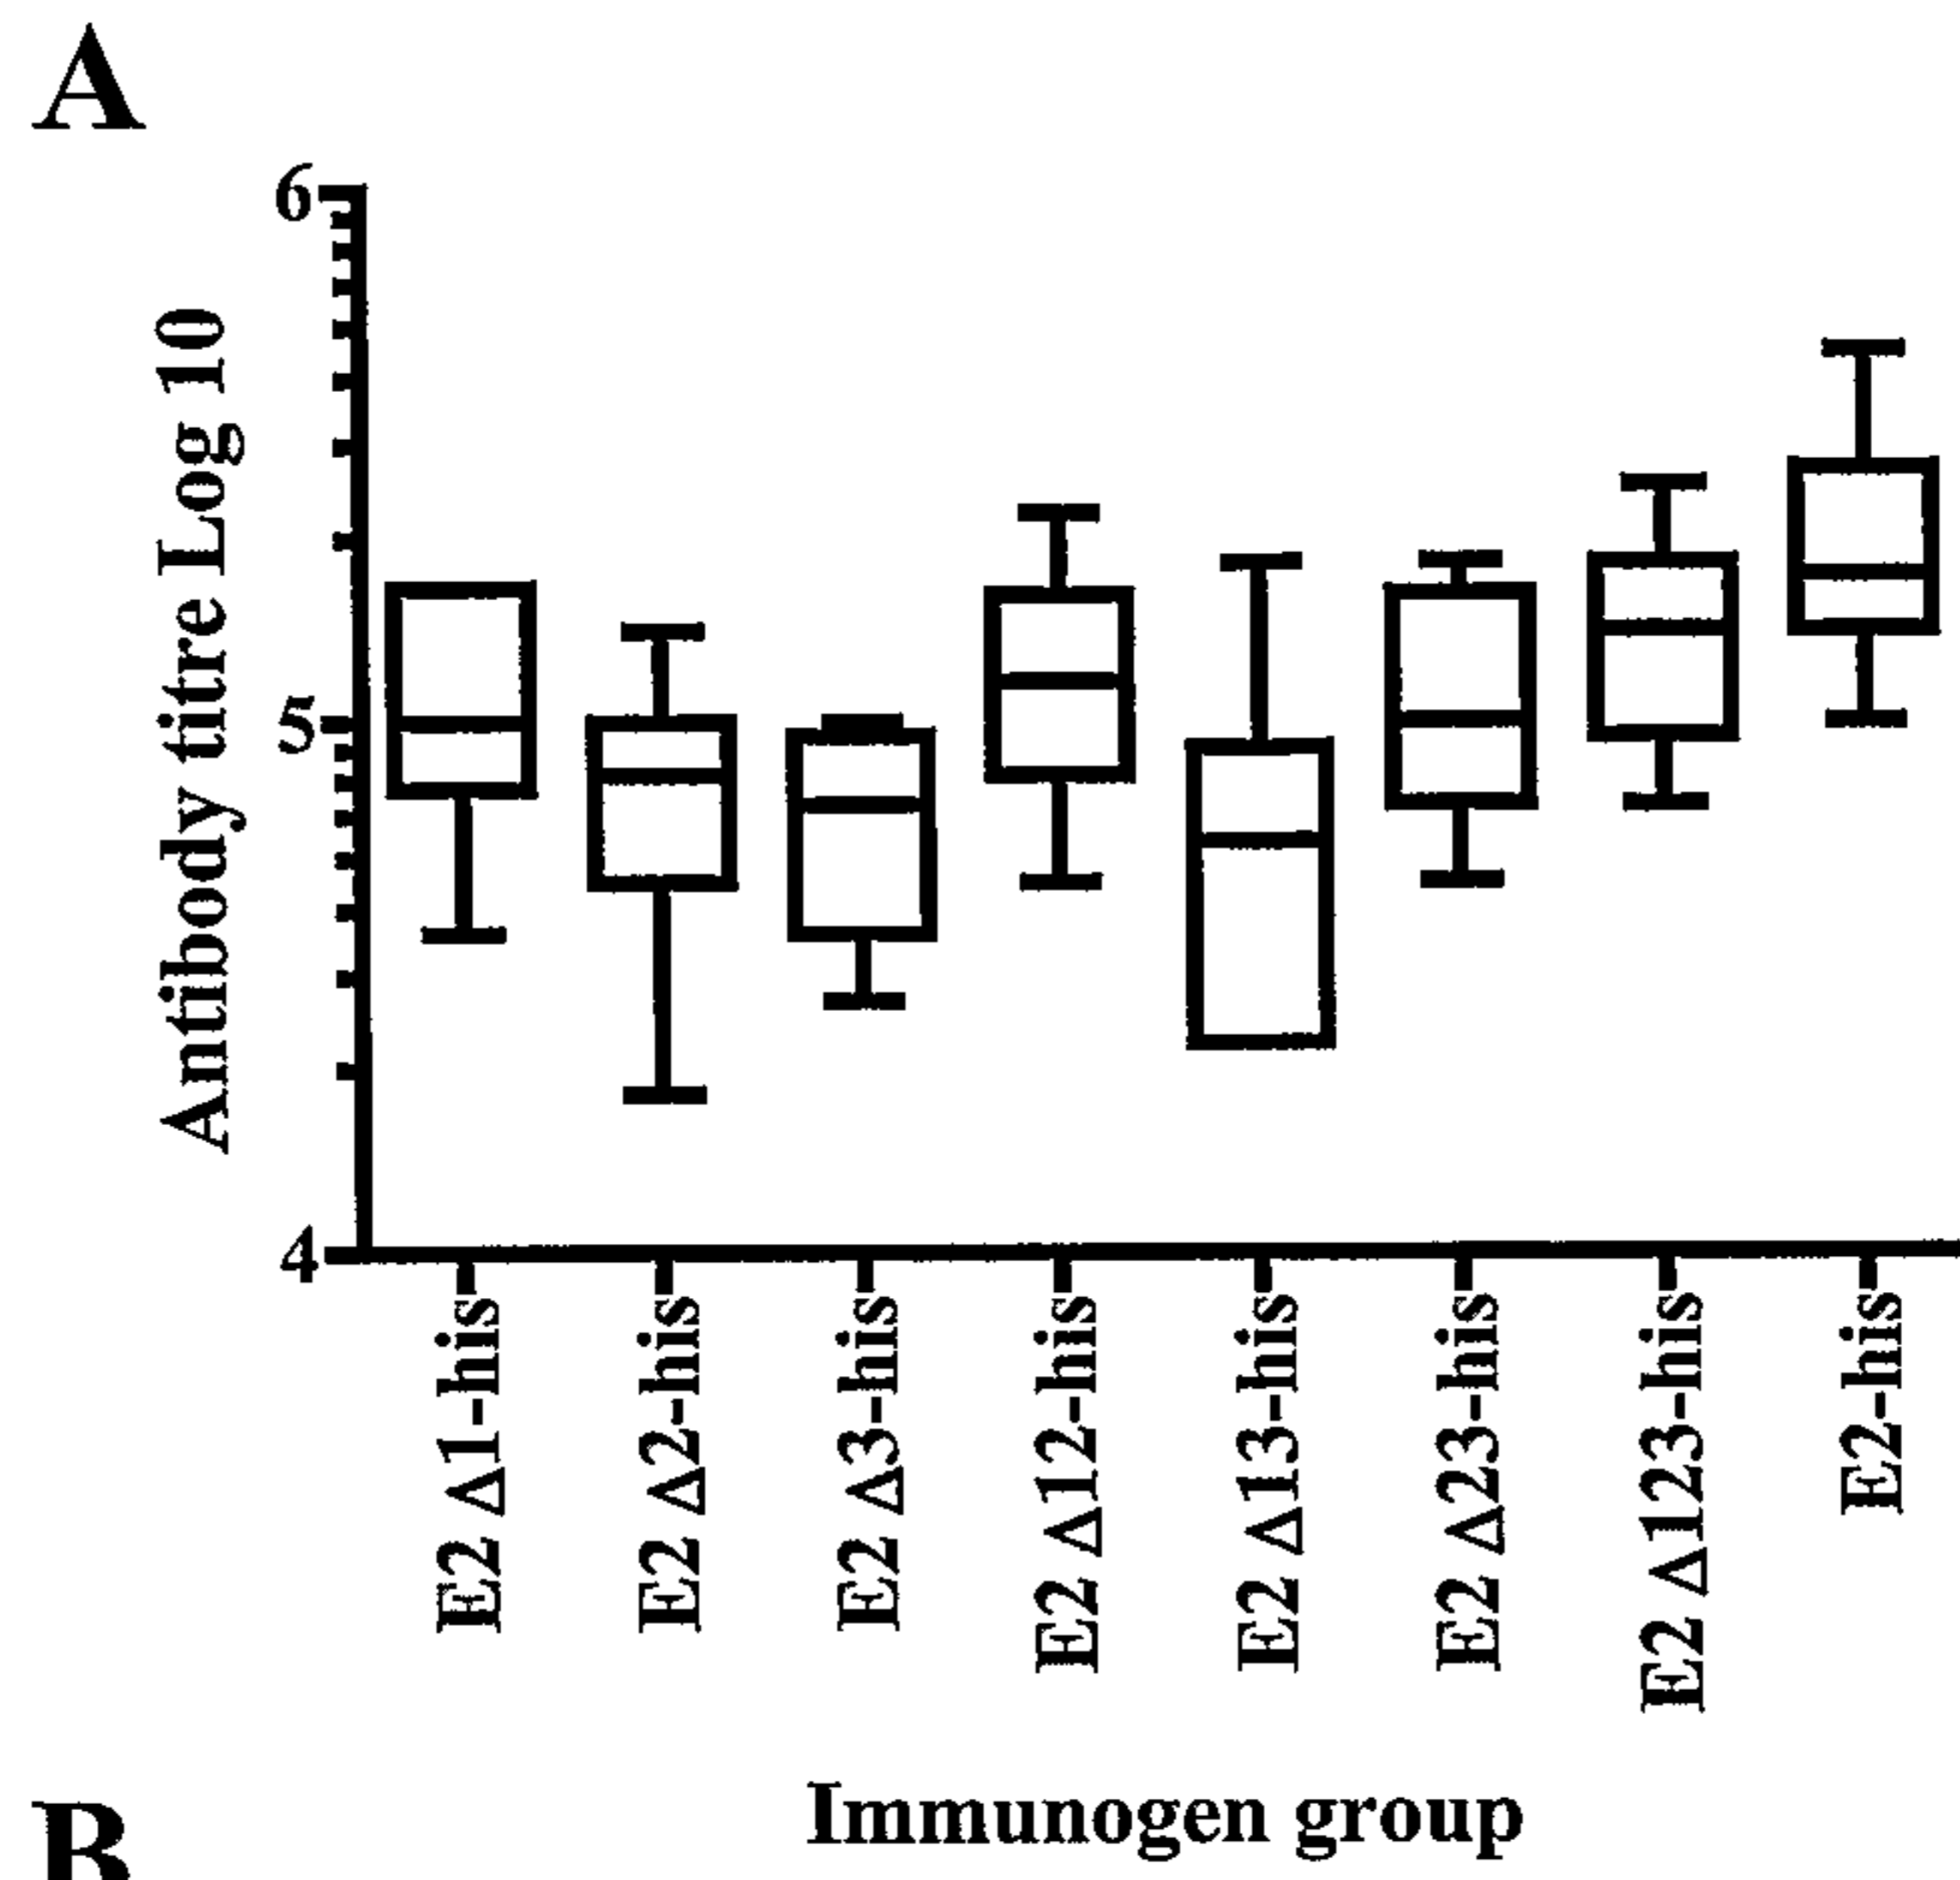 A
6
5
4
Antibody titre Log 10
E2 Δ1-his
E2 Δ2-his
E2 Δ3-his
E2 Δ12-his
E2 Δ13-his
E2 Δ23-his
E2 Δ123-his
E2-his
Immunogen group
B